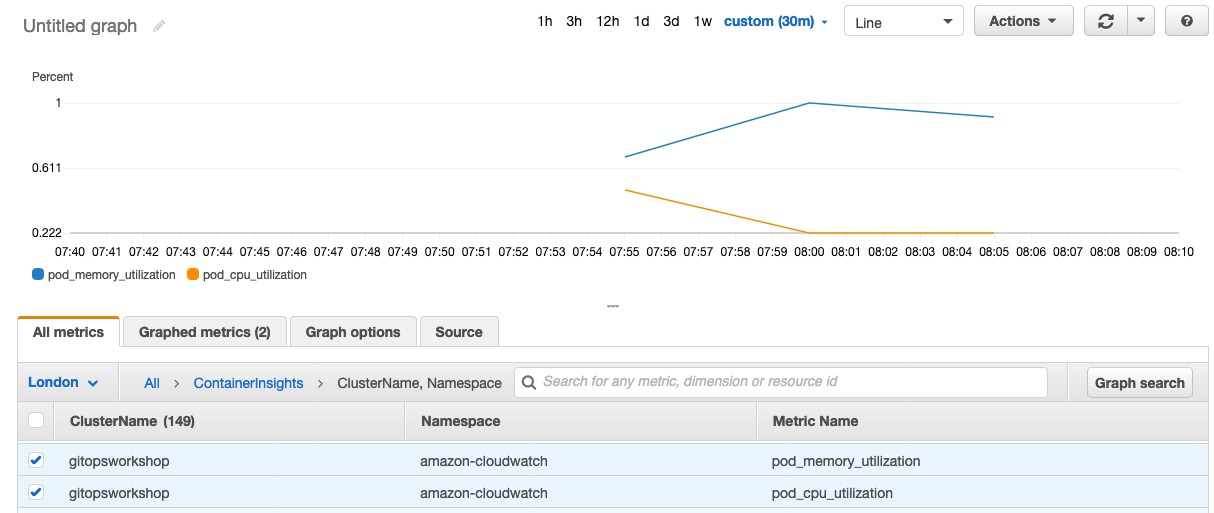 Untitled graph 1h 3h 12h 1d 3d 1w custom (30m) Line Actions ?
Percent
1
0.611
0.222
07:40 07:41 07:42 07:43 07:44 07:45 07:46 07:47 07:48 07:49 07:50 07:51 07:52 07:53 07:54 07:55 07:56 07:57 07:58 07:59 08:00 08:01 08:02 08:03 08:04 08:05 08:06 08:07 08:08 08:09 08:10
pod_memory_utilization pod_cpu_utilization
All metrics Graphed metrics (2) Graph options Source
London All > ContainerInsights > ClusterName, Namespace Search for any metric, dimension or resource id Graph search
ClusterName (149) Namespace Metric Name
gitopsworkshop amazon-cloudwatch pod_memory_utilization
gitopsworkshop amazon-cloudwatch pod_cpu_utilization